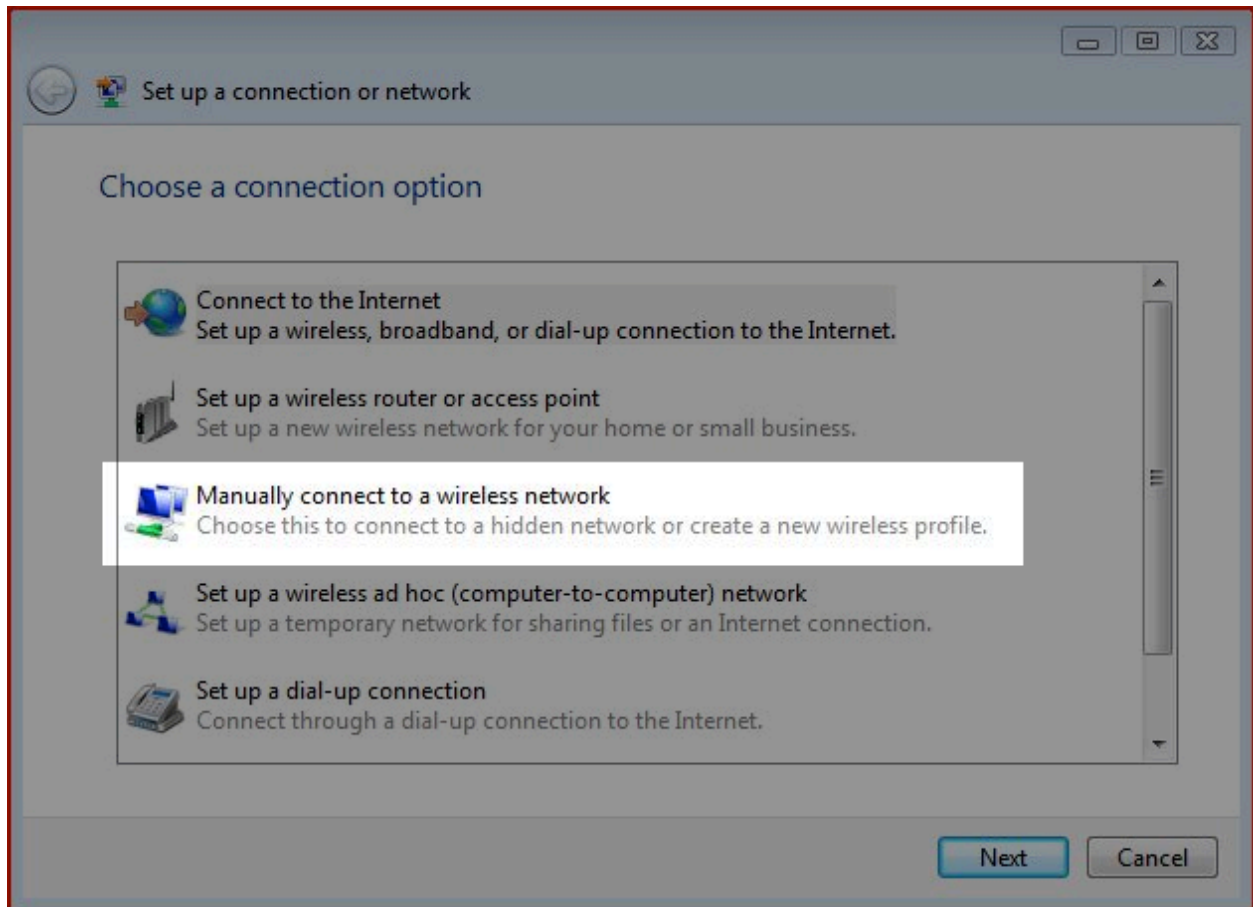 Set up a connection or network
Choose a connection option
Connect to the Internet
Set up a wireless, broadband, or dial-up connection to the Internet.
Set up a wireless router or access point
Set up a new wireless network for your home or small business.
Manually connect to a wireless network
Choose this to connect to a hidden network or create a new wireless profile.
Set up a wireless ad hoc (computer-to-computer) network
Set up a temporary network for sharing files or an Internet connection.
Set up a dial-up connection
Connect through a dial-up connection to the Internet.
Next Cancel